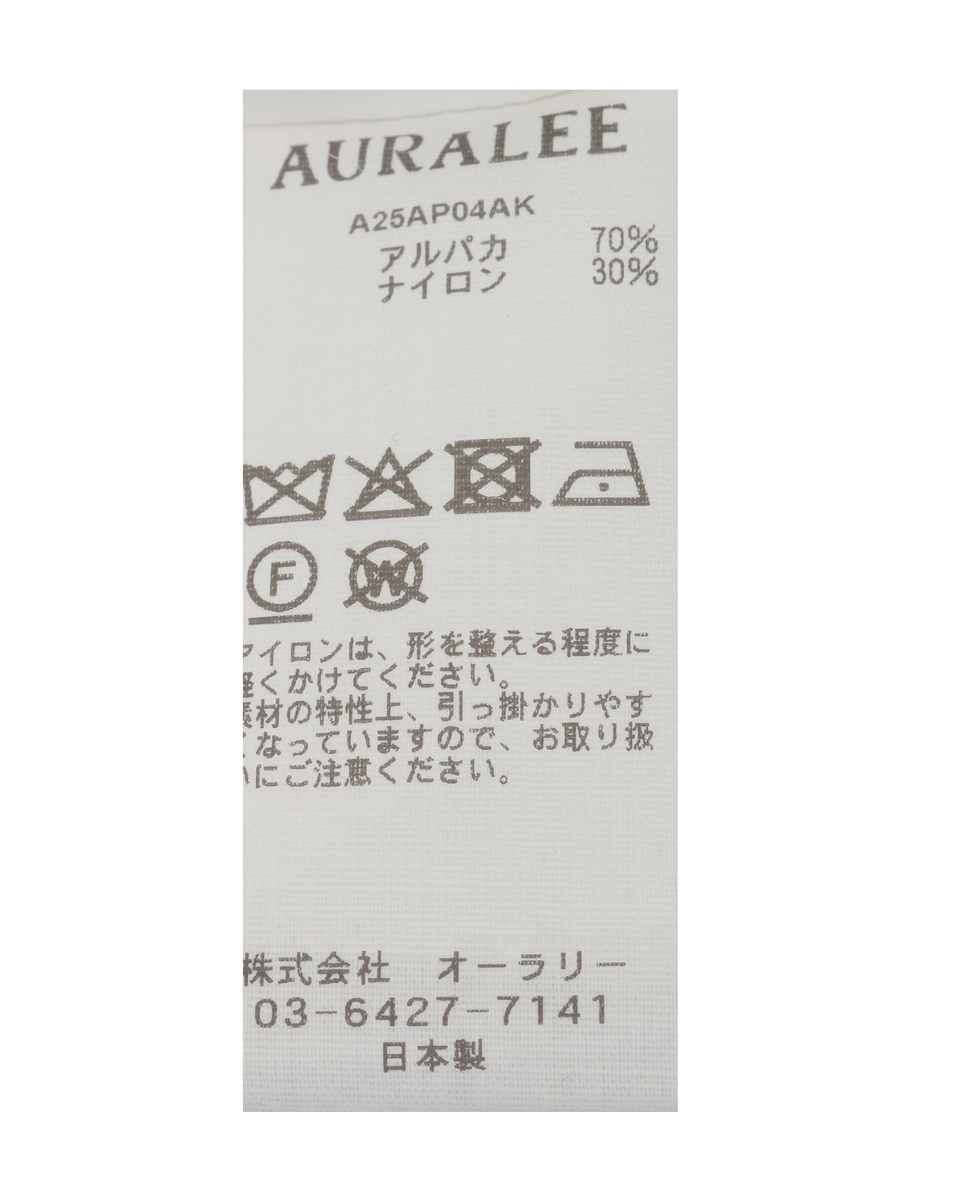 AURALEE
A25AP04AK
アルパカ 70%
ナイロン 30%
F
W
アイロンは、形を整える程度に
軽くかけてください。
素材の特性上、引っ掛かりやす
くなっていますので、お取り扱
いにご注意ください。
株式会社 オーラリー
03-6427-7141
日本製